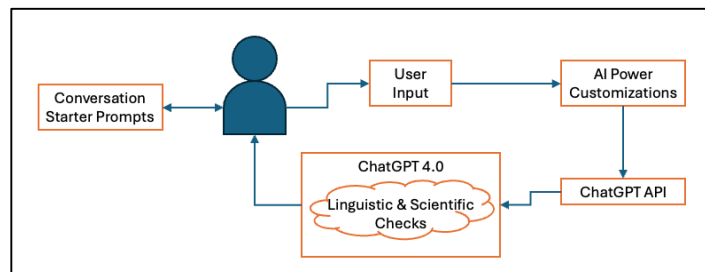 Conversation
Starter Prompts
User
Input
AI Power
Customizations
ChatGPT 4.0
Linguistic & Scientific
Checks
ChatGPT API